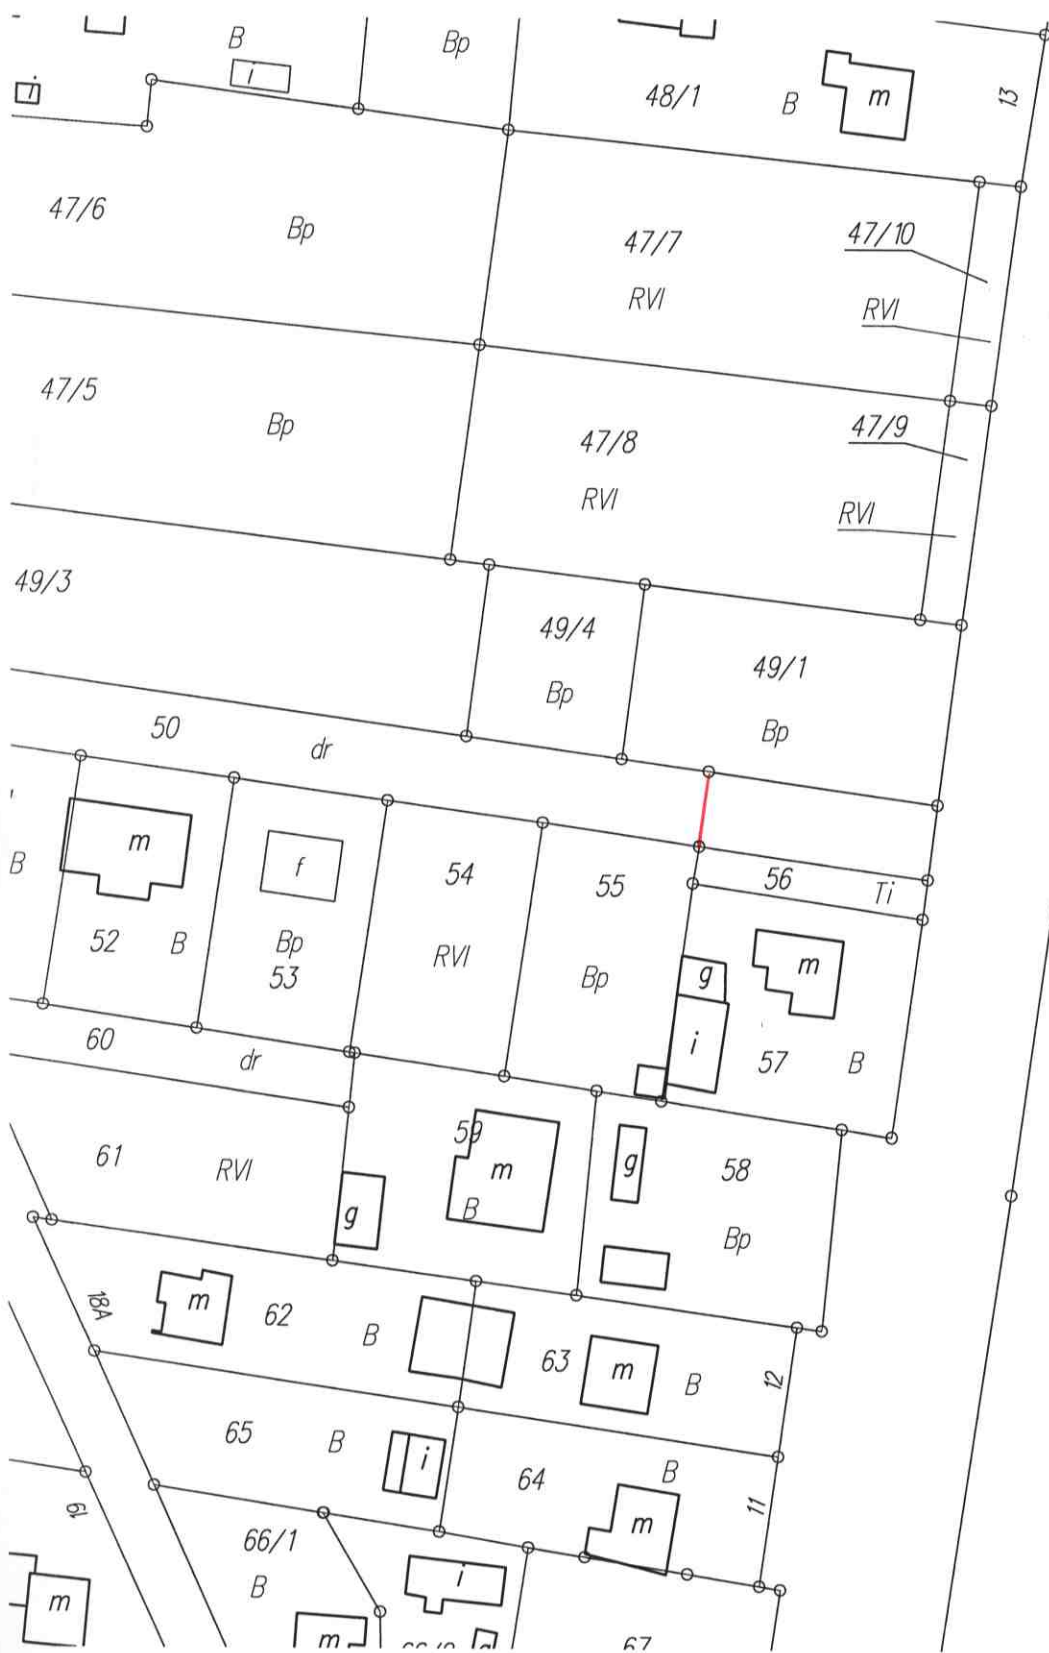 B
Bp
i
i
48/1
B
m
13
47/6
Bp
47/7
47/10
RVI
RVI
47/5
Bp
47/8
47/9
RVI
RVI
49/3
49/4
49/1
Bp
Bp
50
dr
m
B
f
54
55
56
Ti
52
B
Bp
53
RVI
Bp
g
m
i
57
B
60
dr
59
m
B
g
58
Bp
61
RVI
g
18A
m
62
B
63
m
B
12
65
B
i
64
B
m
11
19
66/1
B
i
m
m
67